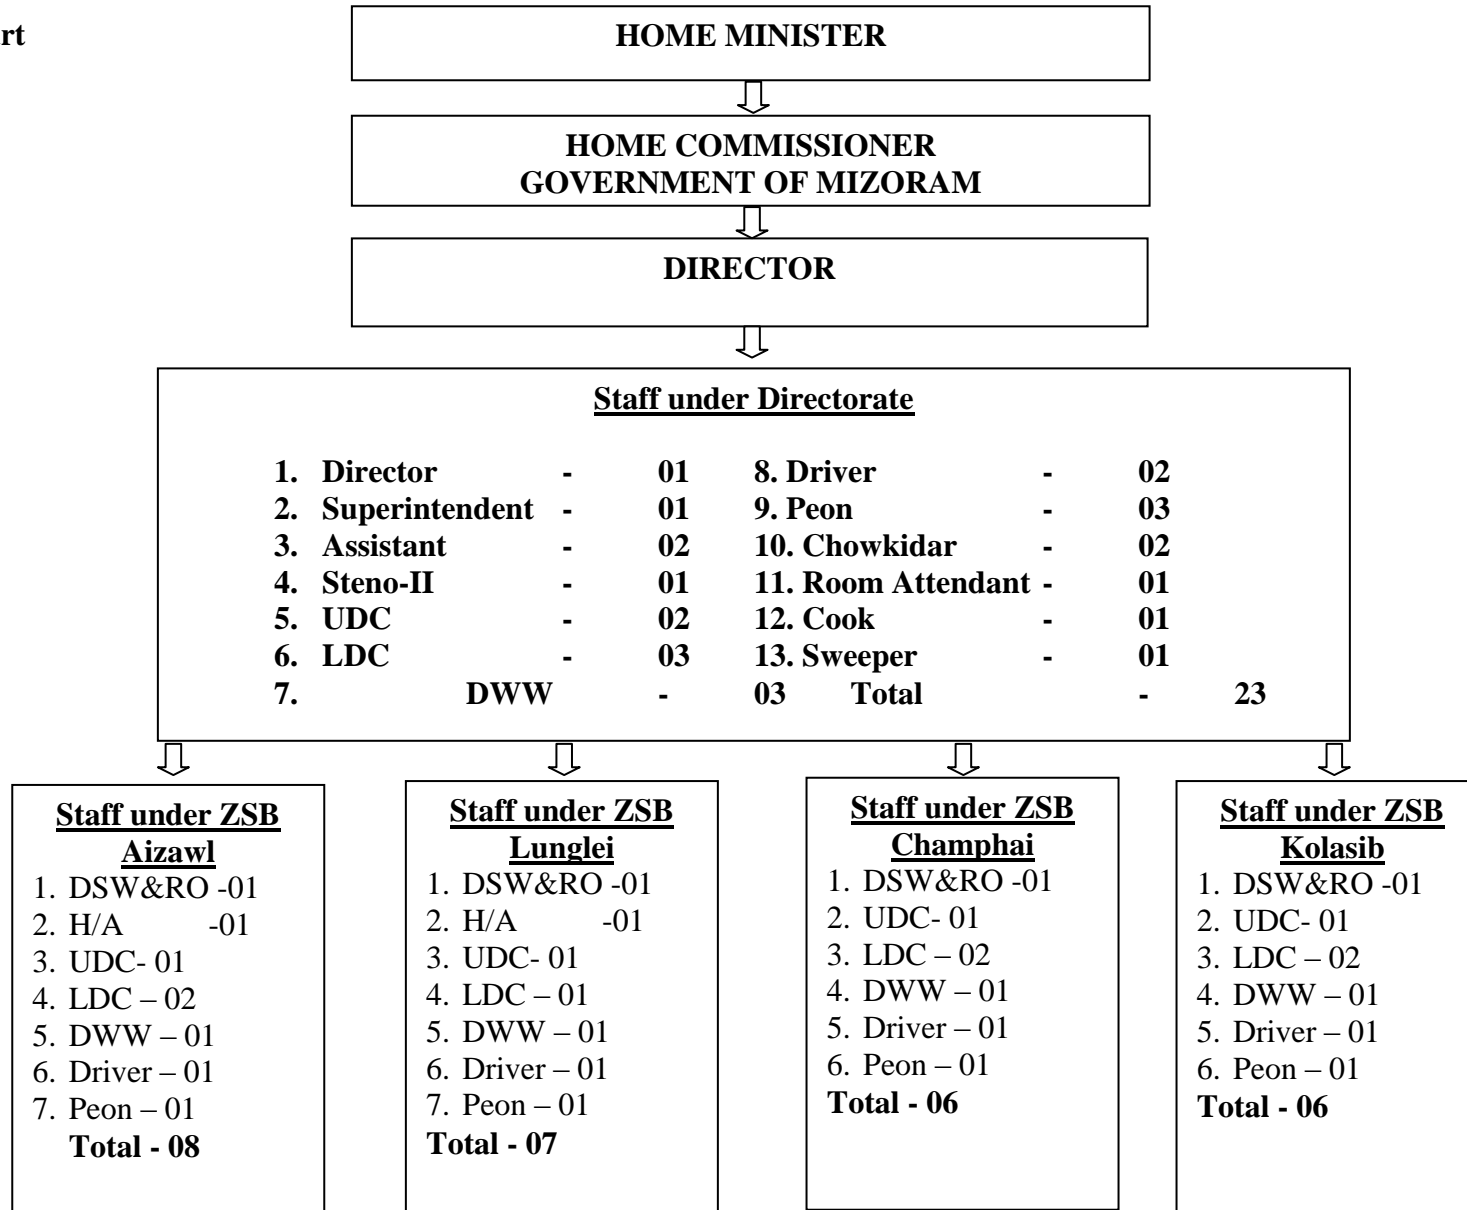 rt
HOME MINISTER
HOME COMMISSIONER
GOVERNMENT OF MIZORAM
DIRECTOR
Staff under Directorate
1. Director - 01 8. Driver - 02
2. Superintendent - 01 9. Peon - 03
3. Assistant - 02 10. Chowkidar - 02
4. Steno-II - 01 11. Room Attendant - 01
5. UDC - 02 12. Cook - 01
6. LDC - 03 13. Sweeper - 01
7. DWW - 03 Total - 23
Staff under ZSB
Aizawl
1. DSW&RO -01
2. H/A -01
3. UDC- 01
4. LDC – 02
5. DWW – 01
6. Driver – 01
7. Peon – 01
Total - 08
Staff under ZSB
Lunglei
1. DSW&RO -01
2. H/A -01
3. UDC- 01
4. LDC – 01
5. DWW – 01
6. Driver – 01
7. Peon – 01
Total - 07
Staff under ZSB
Champhai
1. DSW&RO -01
2. UDC- 01
3. LDC – 02
4. DWW – 01
5. Driver – 01
6. Peon – 01
Total - 06
Staff under ZSB
Kolasib
1. DSW&RO -01
2. UDC- 01
3. LDC – 02
4. DWW – 01
5. Driver – 01
6. Peon – 01
Total - 06